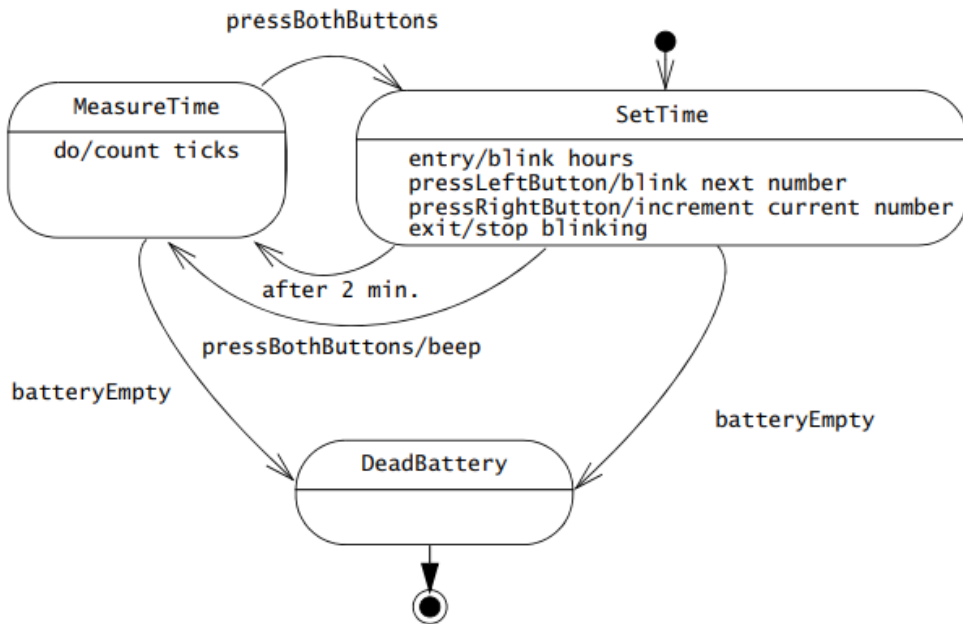 pressBothButtons
MeasureTime
do/count ticks
SetTime
entry/blink hours
pressLeftButton/blink next number
pressRightButton/increment current number
exit/stop blinking
after 2 min.
pressBothButtons/beep
batteryEmpty
batteryEmpty
DeadBattery